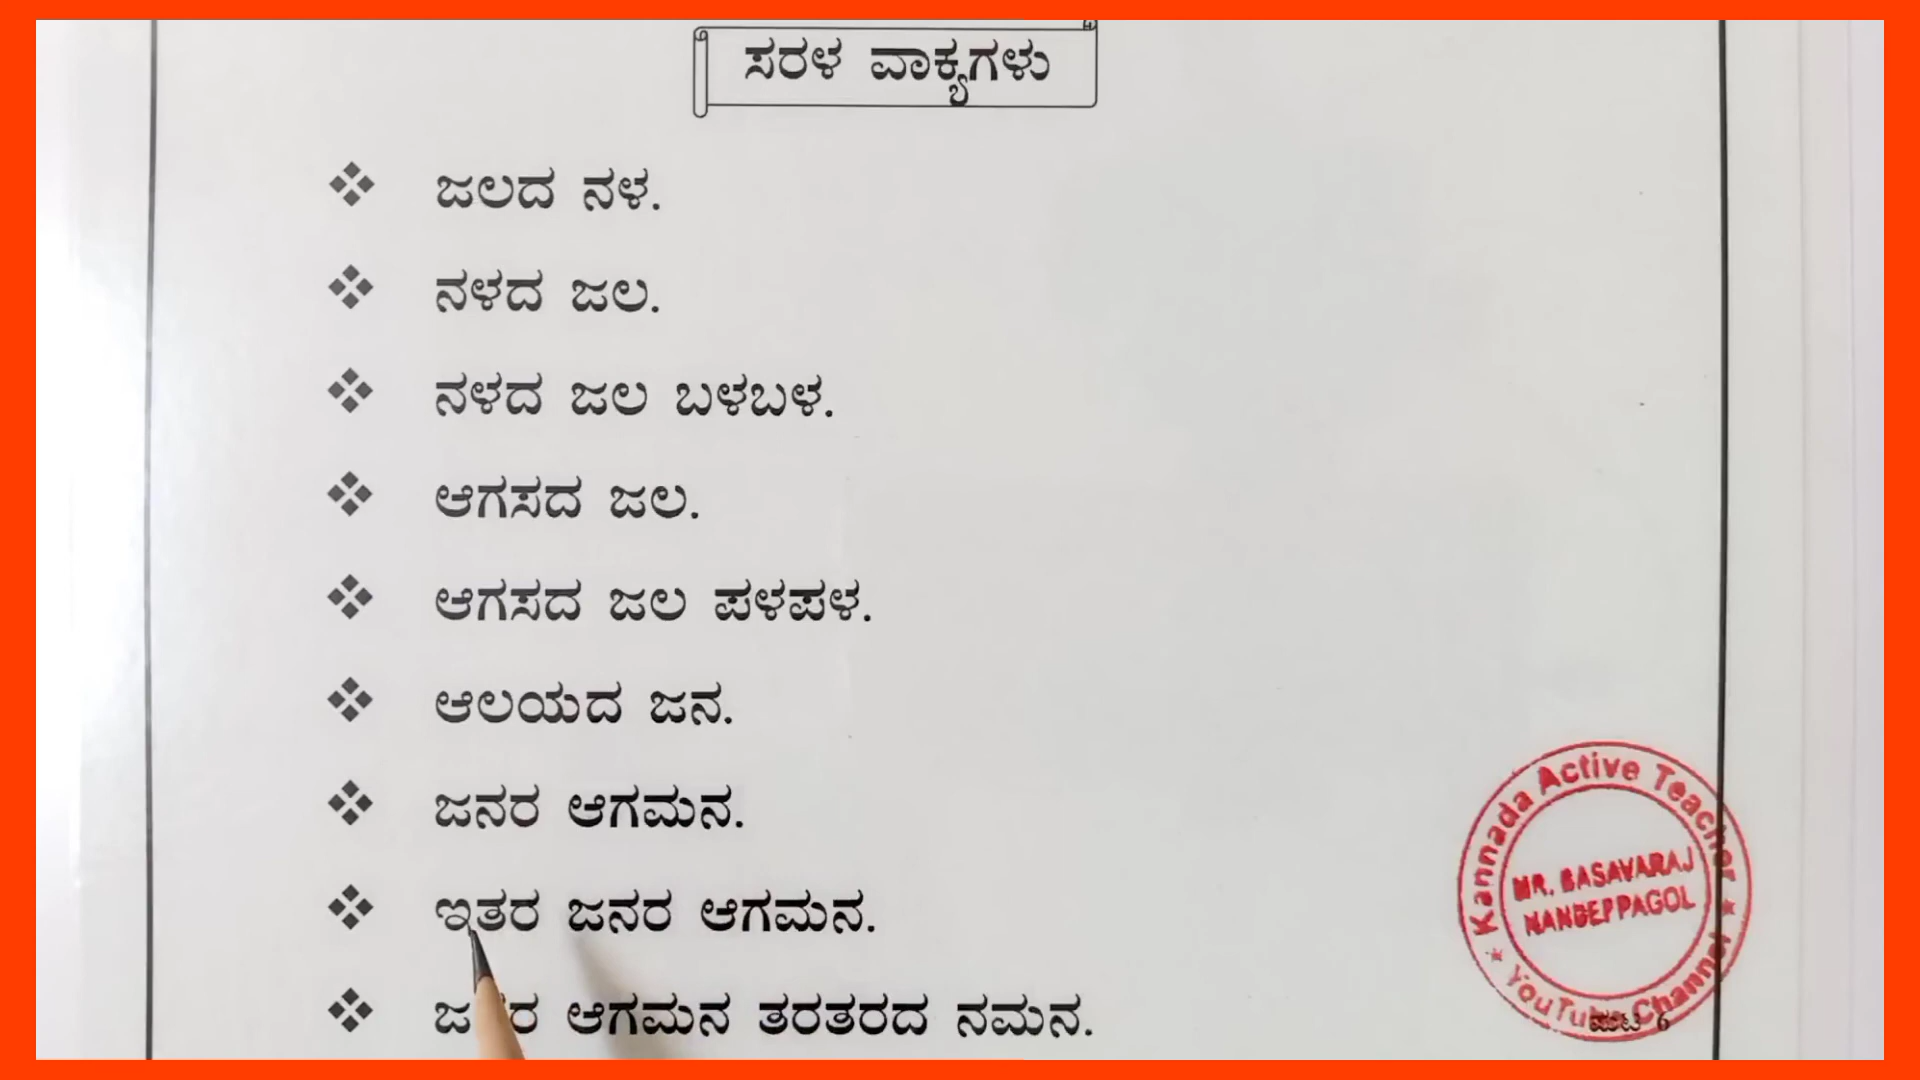 ಸರಳ ವಾಕ್ಯಗಳು
ಜಲದ ನಳ.
ನಳದ ಜಲ.
ನಳದ ಜಲ ಬಳಬಳ.
ಆಗಸದ ಜಲ.
ಆಗಸದ ಜಲ ಪಳಪಳ.
ಆಲಯದ ಜನ.
ಜನರ ಆಗಮನ.
ಇತರ ಜನರ ಆಗಮನ.
ಆಗಮನ ತರತರದ ನಮನ.
Kannada Active Teacher
MR. BASAVARAJ
NANDEPPAGOL
YouTube Channel
ಪುಟ 6